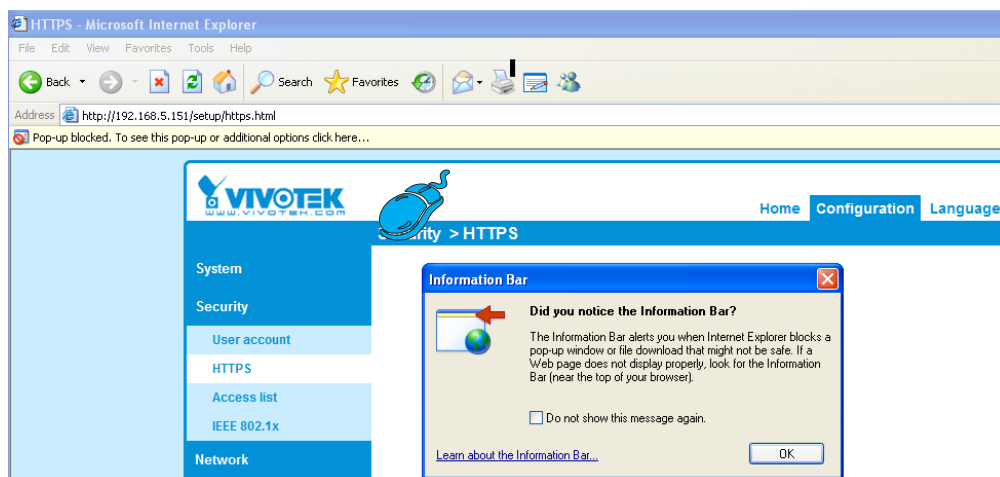 HTTPS - Microsoft Internet Explorer
File Edit View Favorites Tools Help
Back Search Favorites
Address http://192.168.5.151/setup/https.html
Pop-up blocked. To see this pop-up or additional options click here...
VIVOTEK
www.vivotek.com
Home Configuration Language
>HTTPS
System
Security
User account
HTTPS
Access list
IEEE 802.1x
Network
Information Bar
Did you notice the Information Bar?
The Information Bar alerts you when Internet Explorer blocks a
pop-up window or file download that might not be safe. If a
Web page does not display properly, look for the Information
Bar (near the top of your browser).
Do not show this message again.
Learn about the Information Bar...
OK